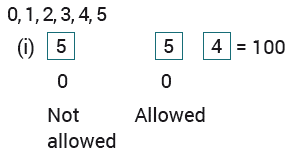 0, 1, 2, 3, 4, 5
(i) 5 5 4 = 100
0 0
Not allowed Allowed